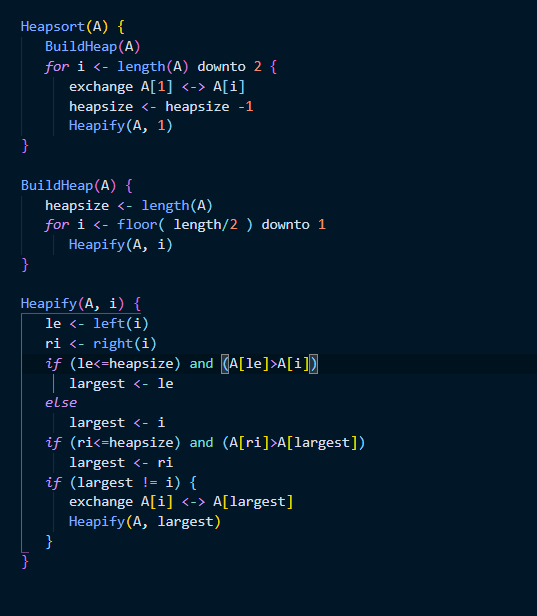 Heapsort(A) {
BuildHeap(A)
for i <- length(A) downto 2 {
exchange A[1] <-> A[i]
heapsize <- heapsize -1
Heapify(A, 1)
}
BuildHeap(A) {
heapsize <- length(A)
for i <- floor( length/2 ) downto 1
Heapify(A, i)
}
Heapify(A, i) {
le <- left(i)
ri <- right(i)
if (le<=heapsize) and (A[le]>A[i])
largest <- le
else
largest <- i
if (ri<=heapsize) and (A[ri]>A[largest])
largest <- ri
if (largest != i) {
exchange A[i] <-> A[largest]
Heapify(A, largest)
}
}